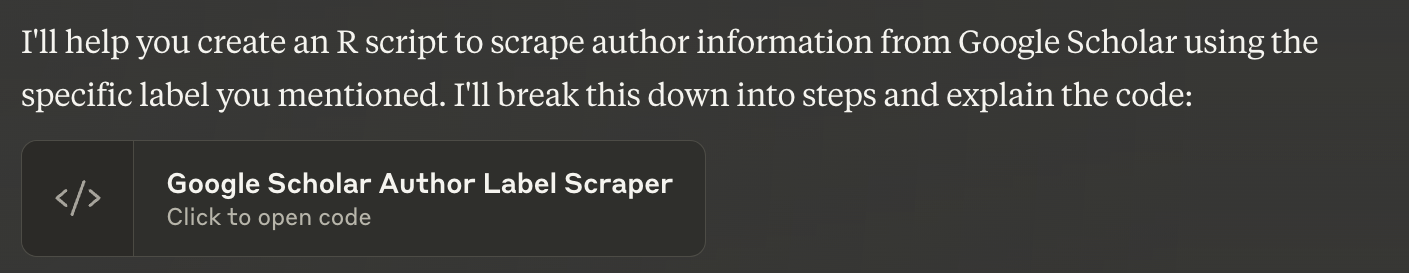 I'll help you create an R script to scrape author information from Google Scholar using the
specific label you mentioned. I'll break this down into steps and explain the code:
</>
Google Scholar Author Label Scraper
Click to open code